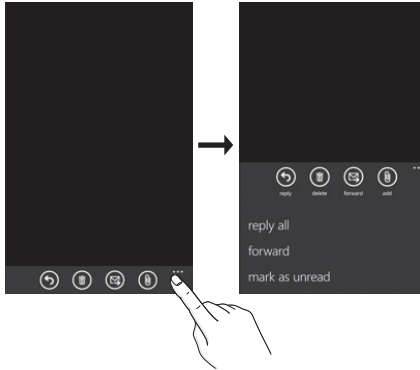 reply delete forward add
reply all
forward
mark as unread